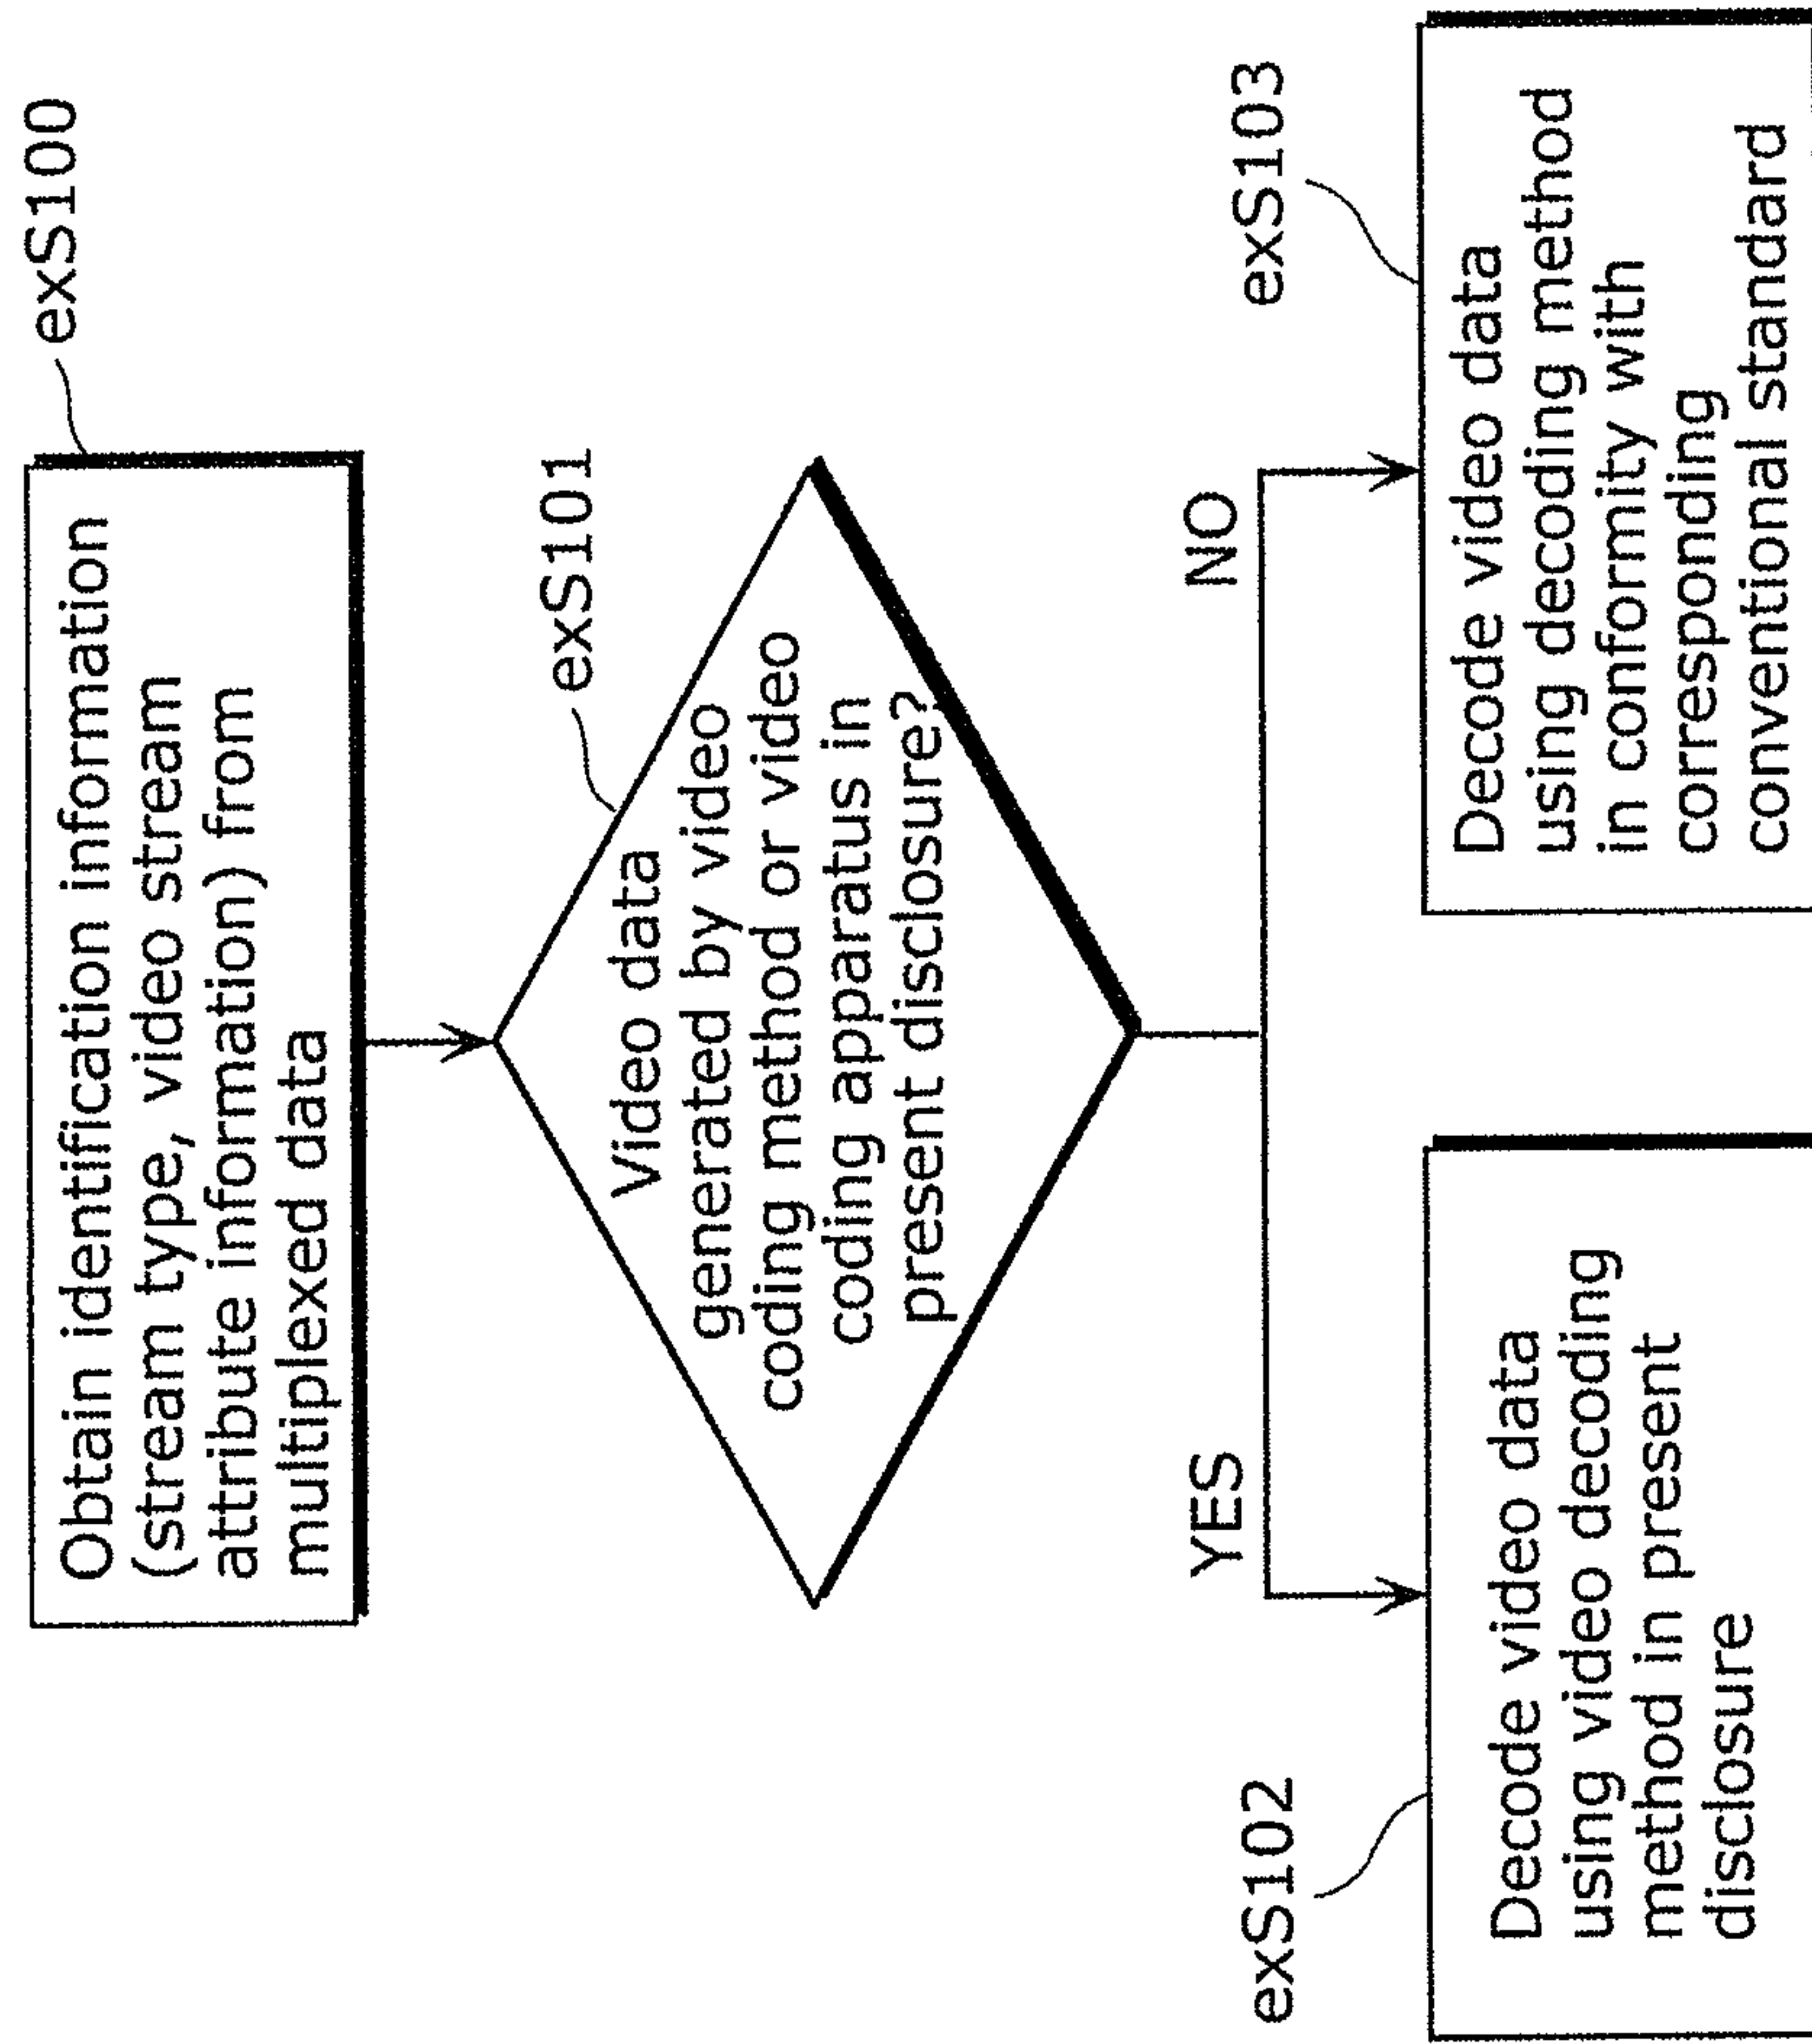 exS100
Obtain identification information
(stream type, video stream
attribute information) from
multiplexed data
exS101
Video data
generated by video
coding method or video
coding apparatus in
present disclosure?
YES
NO
exS102
Decode video data
using video decoding
method in present
disclosure
exS103
Decode video data
using decoding method
in conformity with
corresponding
conventional standard